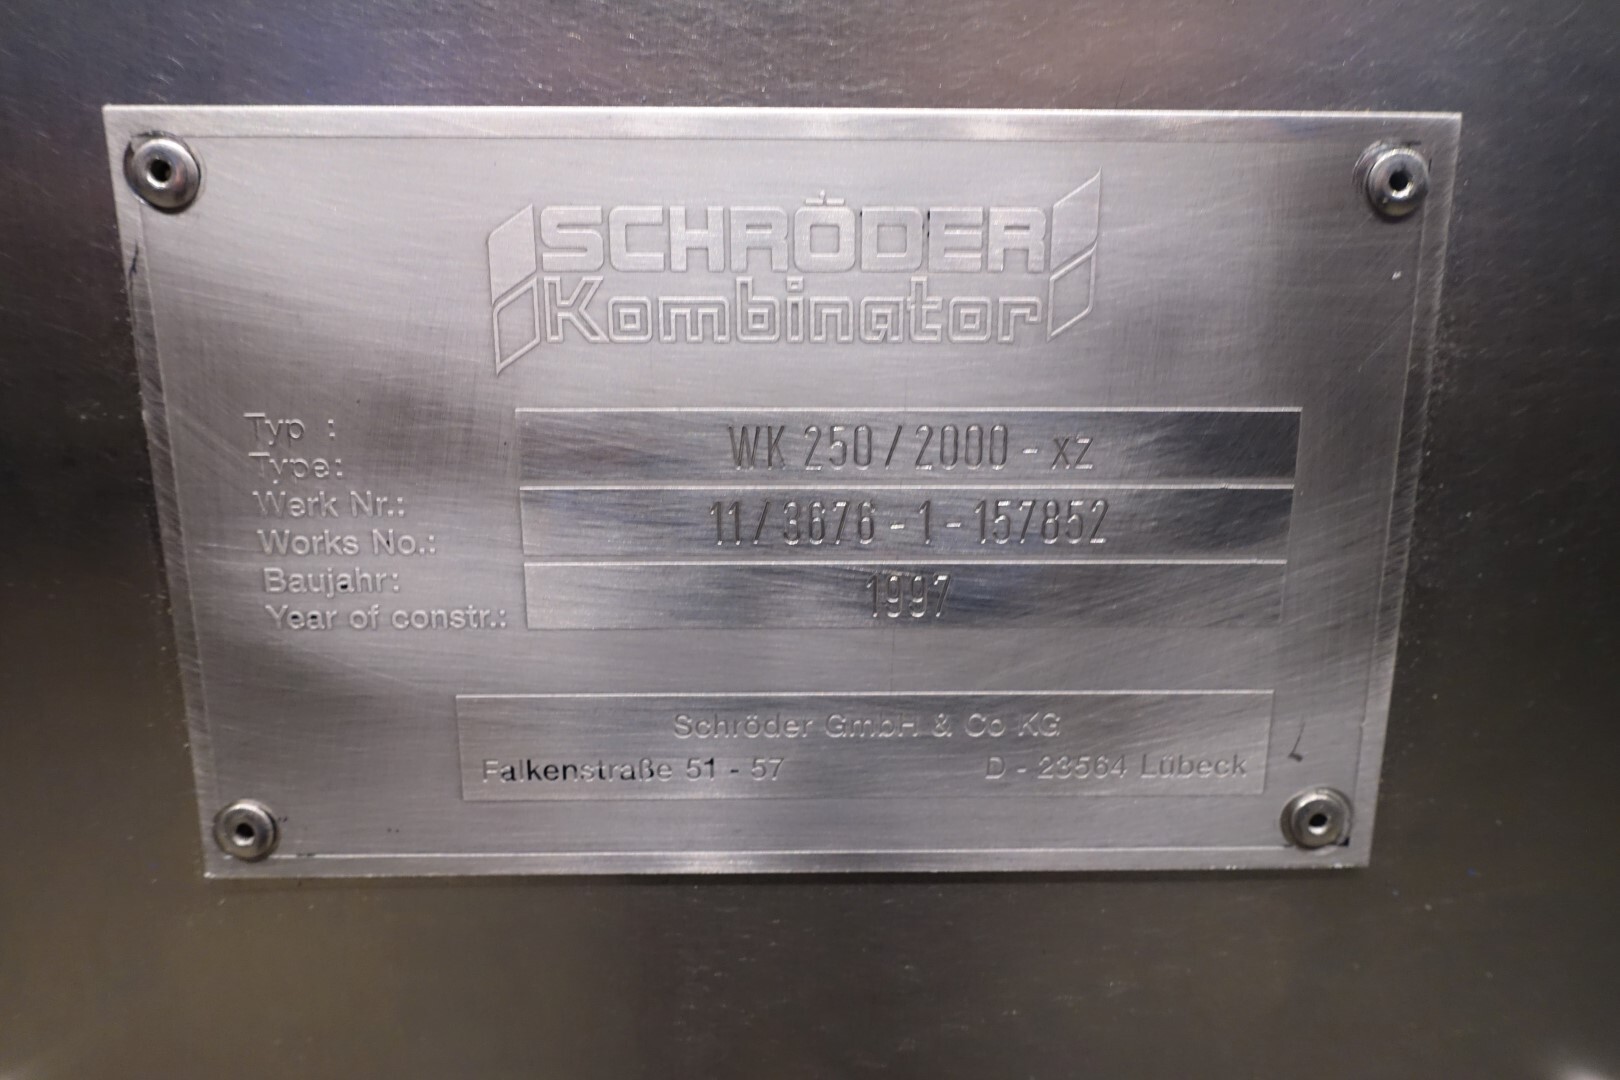 SCHRÖDER
Kombinator
Typ :
Type:
WK 250/2000-xz
Werk Nr.:
Works No.:
11/3676-1-157852
Baujahr:
Year of constr.:
1997
Schröder GmbH & Co KG
Falkenstraße 51 - 57 D - 23564 Lübeck